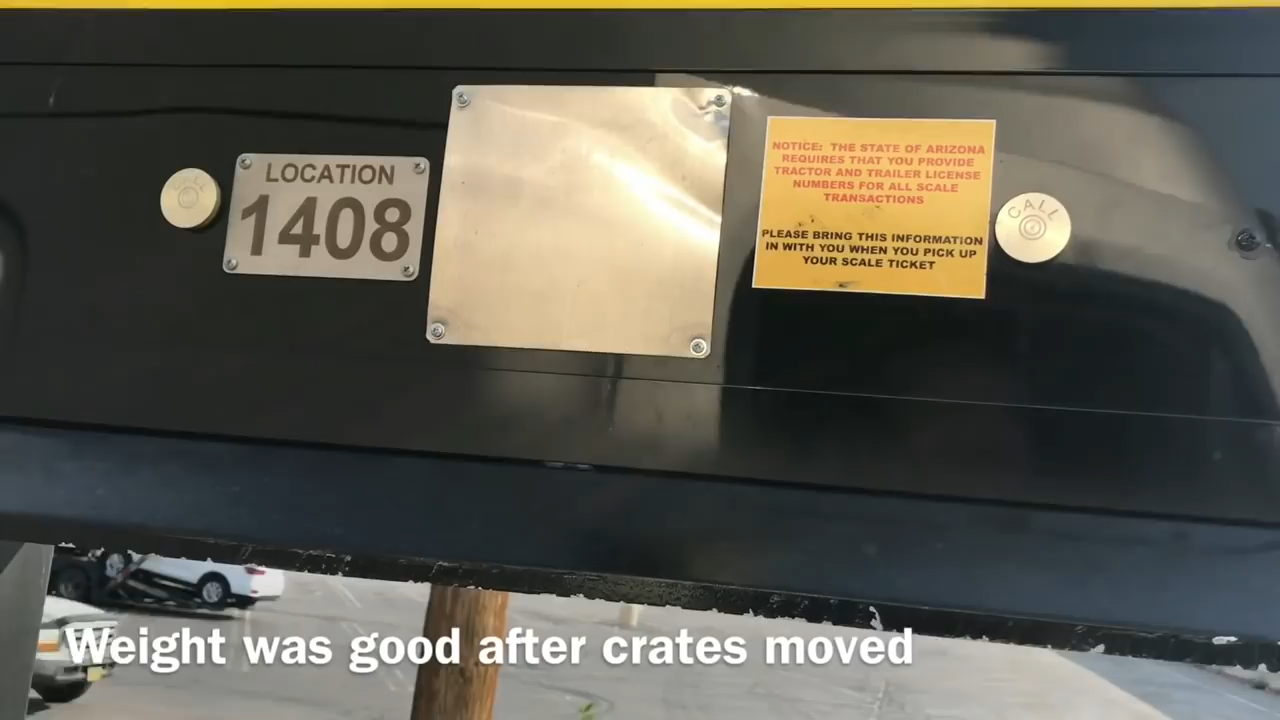 LOCATION
1408
NOTICE: THE STATE OF ARIZONA
REQUIRES THAT YOU PROVIDE
TRACTOR AND TRAILER LICENSE
NUMBERS FOR ALL SCALE
TRANSACTIONS
PLEASE BRING THIS INFORMATION
IN WITH YOU WHEN YOU PICK UP
YOUR SCALE TICKET
CALL
Weight was good after crates moved